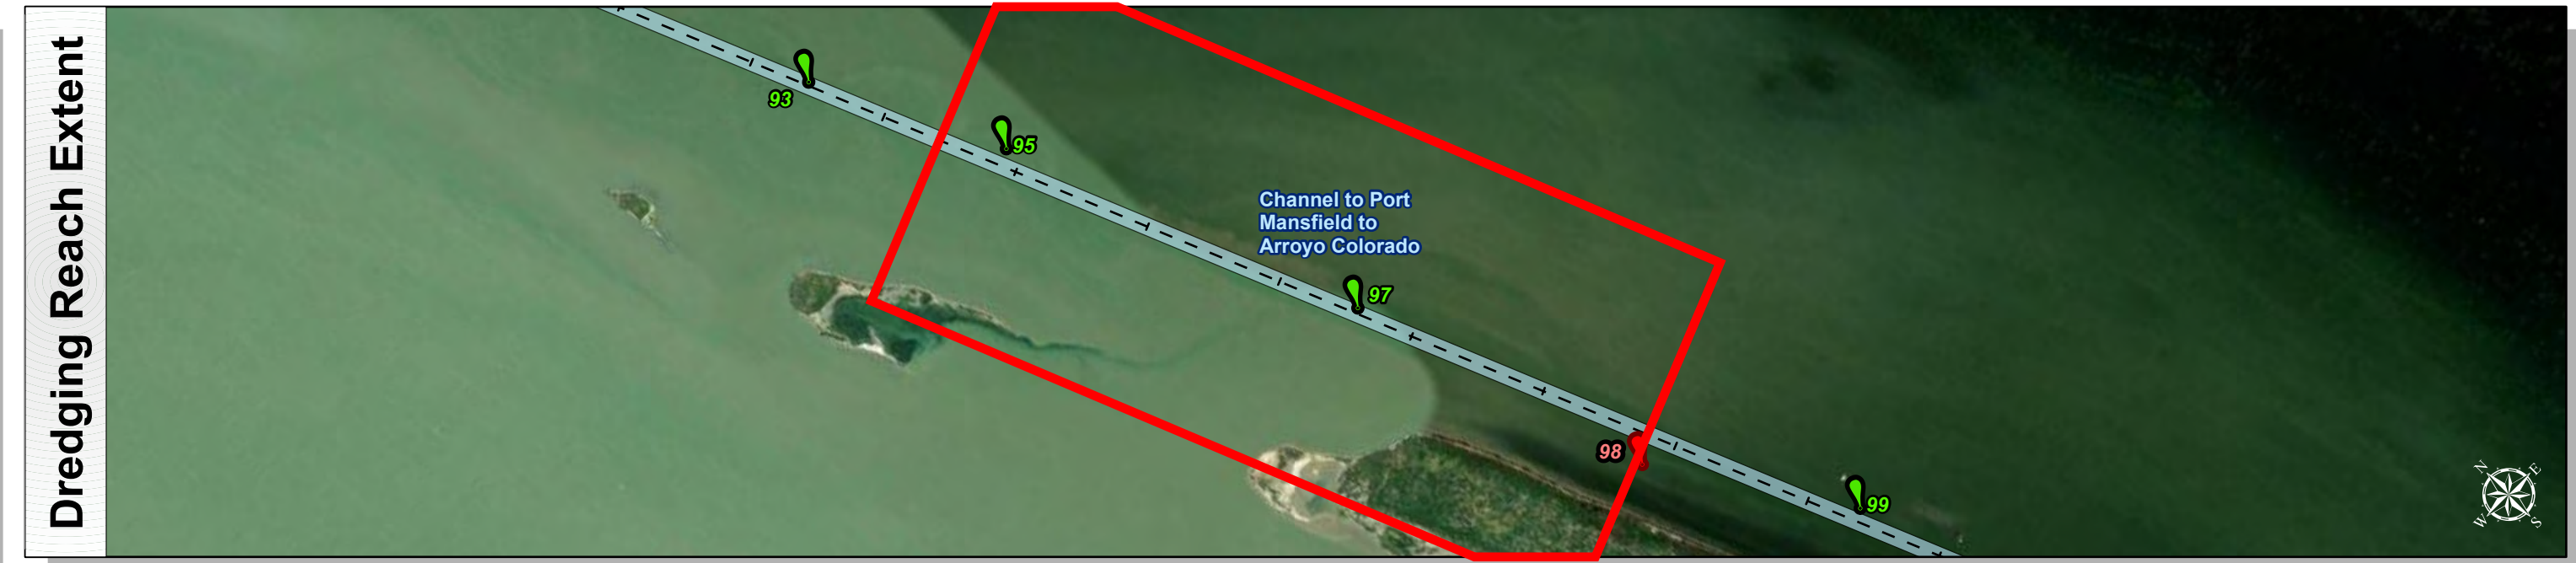 Dredging Reach Extent
93
95
Channel to Port
Mansfield to
Arroyo Colorado
97
98
99
N
E
W
S